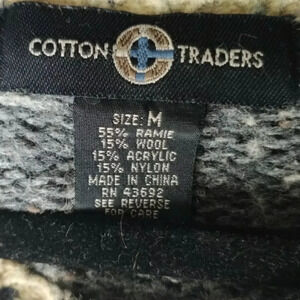 COTTON TRADERS
SIZE: M
55% RAMIE
15% WOOL
15% ACRYLIC
15% NYLON
MADE IN CHINA
RN 43692
SEE REVERSE
FOR CARE